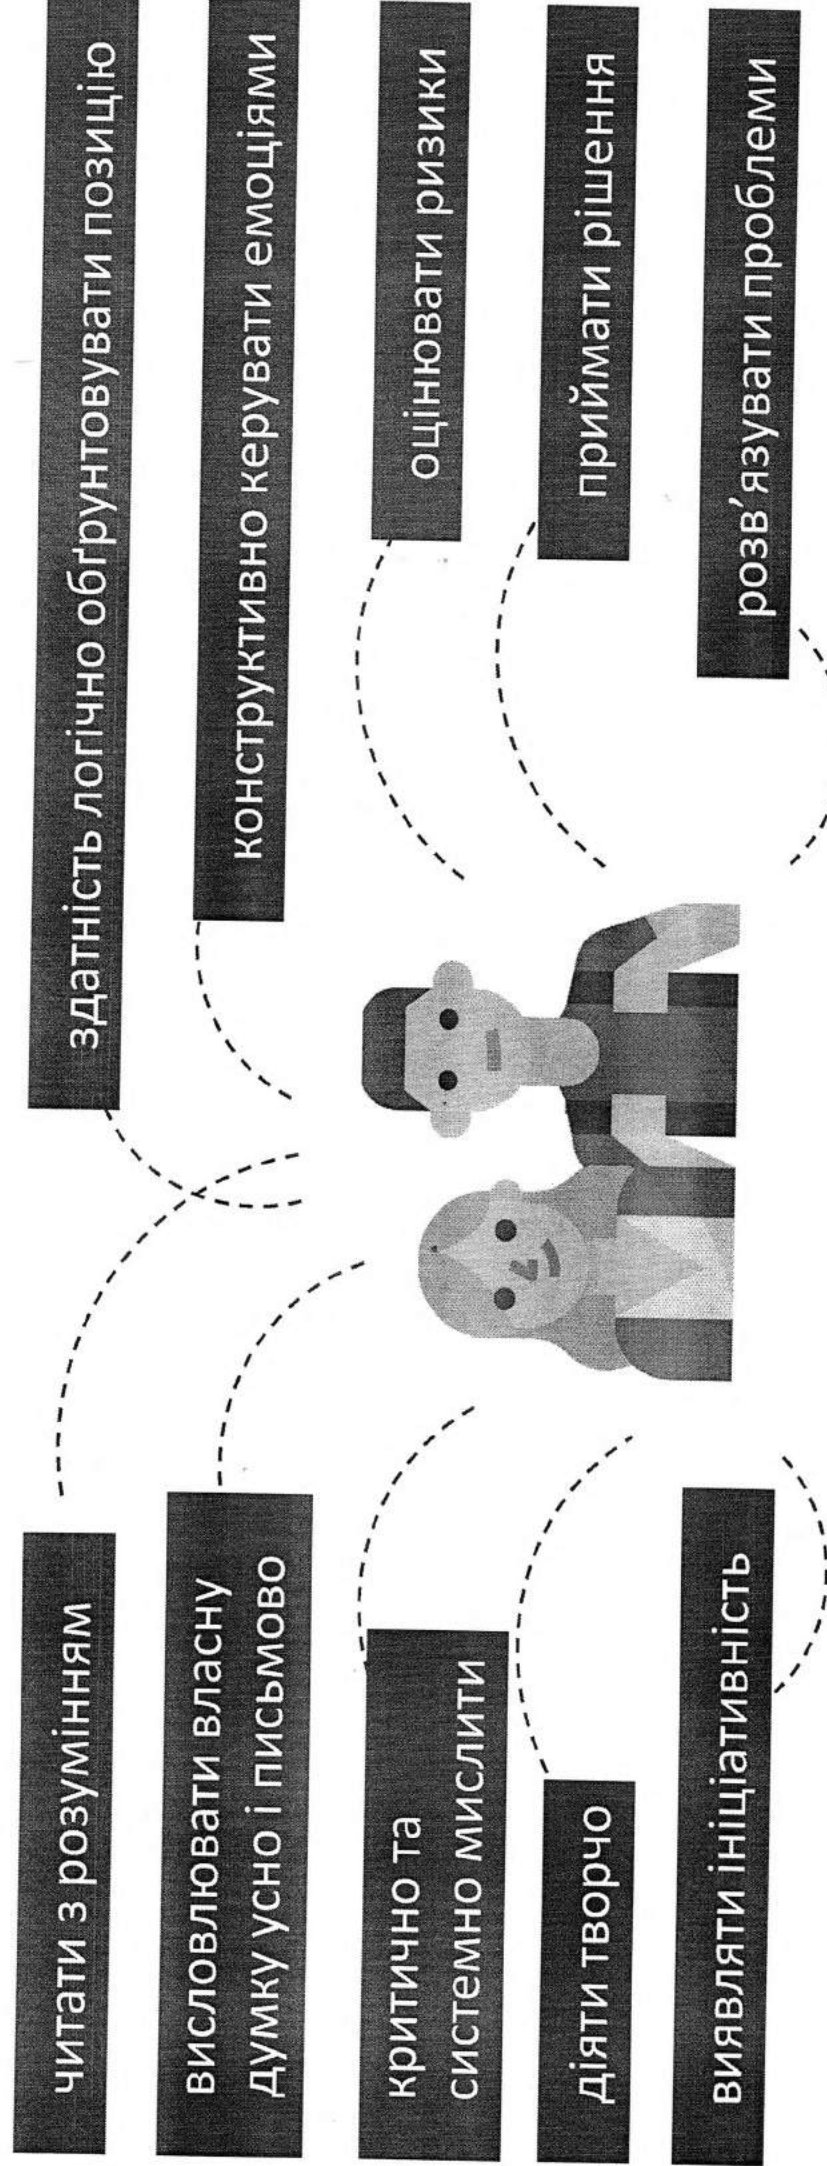 читати з розумінням
висловлювати власну
думку усно і письмово
критично та
системно мислити
діяти творчо
виявляти ініціативність
здатність логічно обґрунтовувати позицію
конструктивно керувати емоціями
оцінювати ризики
приймати рішення
розв’язувати проблеми